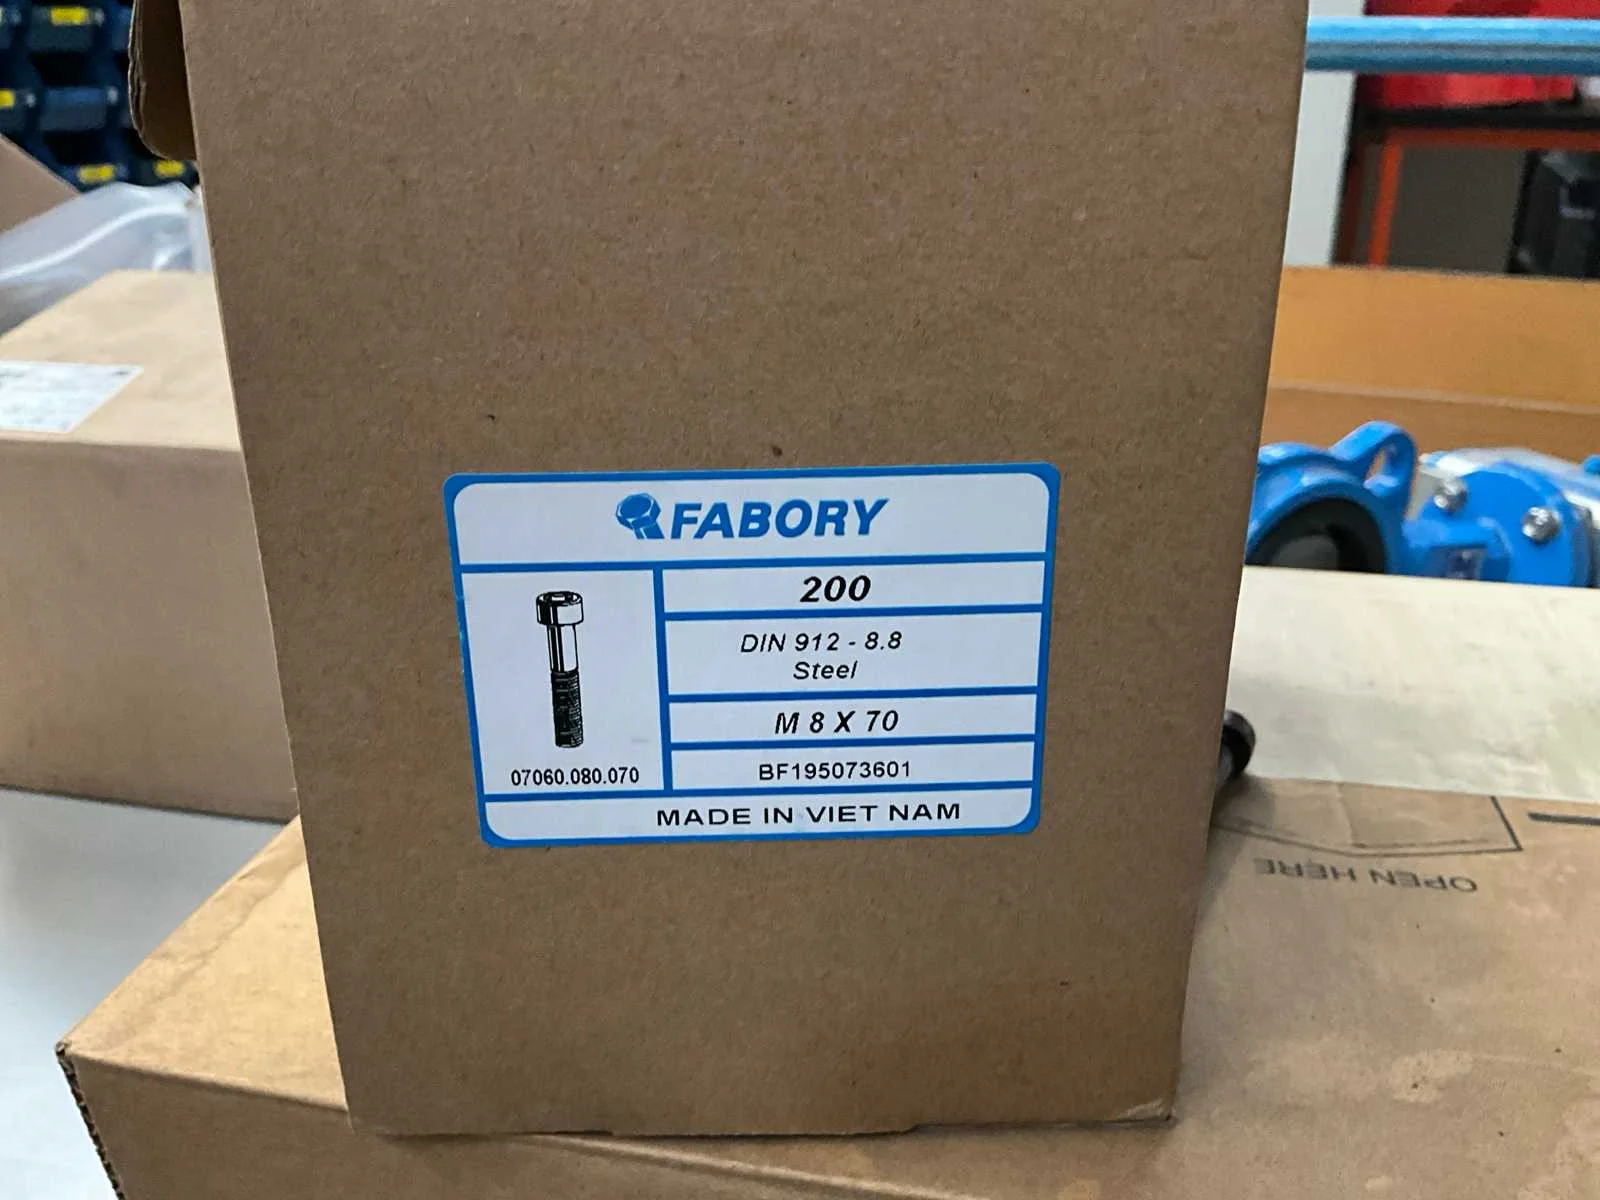 FABORY
200
DIN 912 - 8.8
Steel
M 8 X 70
07060.080.070
BF195073601
MADE IN VIET NAM
OPEN HERE